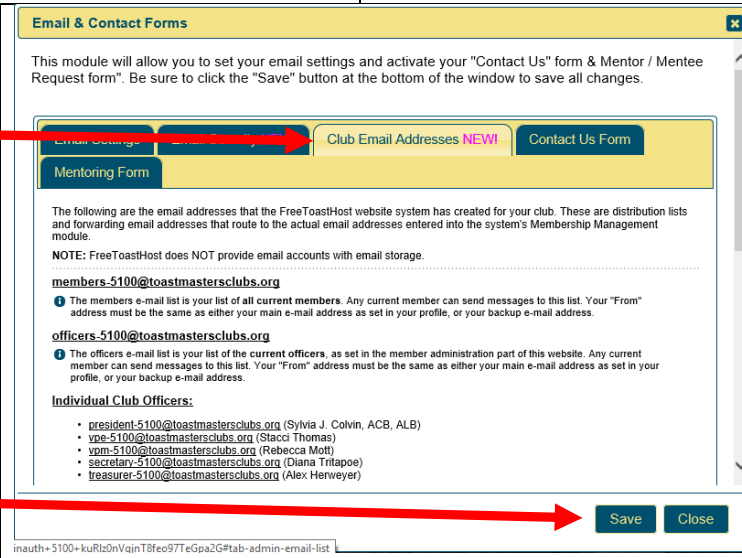 Email & Contact Forms
This module will allow you to set your email settings and activate your "Contact Us" form & Mentor / Mentee
Request form". Be sure to click the "Save" button at the bottom of the window to save all changes.
Email Settings Email NEW! Club Email Addresses NEW! Contact Us Form
Mentoring Form
The following are the email addresses that the FreeToastHost website system has created for your club. These are distribution lists
and forwarding email addresses that route to the actual email addresses entered into the system's Membership Management
module.
NOTE: FreeToastHost does NOT provide email accounts with email storage.
members-5100@toastmastersclubs.org
The members e-mail list is your list of all current members. Any current member can send messages to this list. Your "From"
address must be the same as either your main e-mail address as set in your profile, or your backup e-mail address.
officers-5100@toastmastersclubs.org
The officers e-mail list is your list of the current officers, as set in the member administration part of this website. Any current
member can send messages to this list. Your "From" address must be the same as either your main e-mail address as set in your
profile, or your backup e-mail address.
Individual Club Officers:
• president-5100@toastmastersclubs.org (Sylvia J. Colvin, ACB, ALB)
• vpe-5100@toastmastersclubs.org (Stacci Thomas)
• vpm-5100@toastmastersclubs.org (Rebecca Mott)
• secretary-5100@toastmastersclubs.org (Diana Tritapoe)
• treasurer-5100@toastmastersclubs.org (Alex Herweyer)
Save Close
inauth+5100+kuRlz0nVqjnT8feo97TeGpa2G#tab-admin-email-list